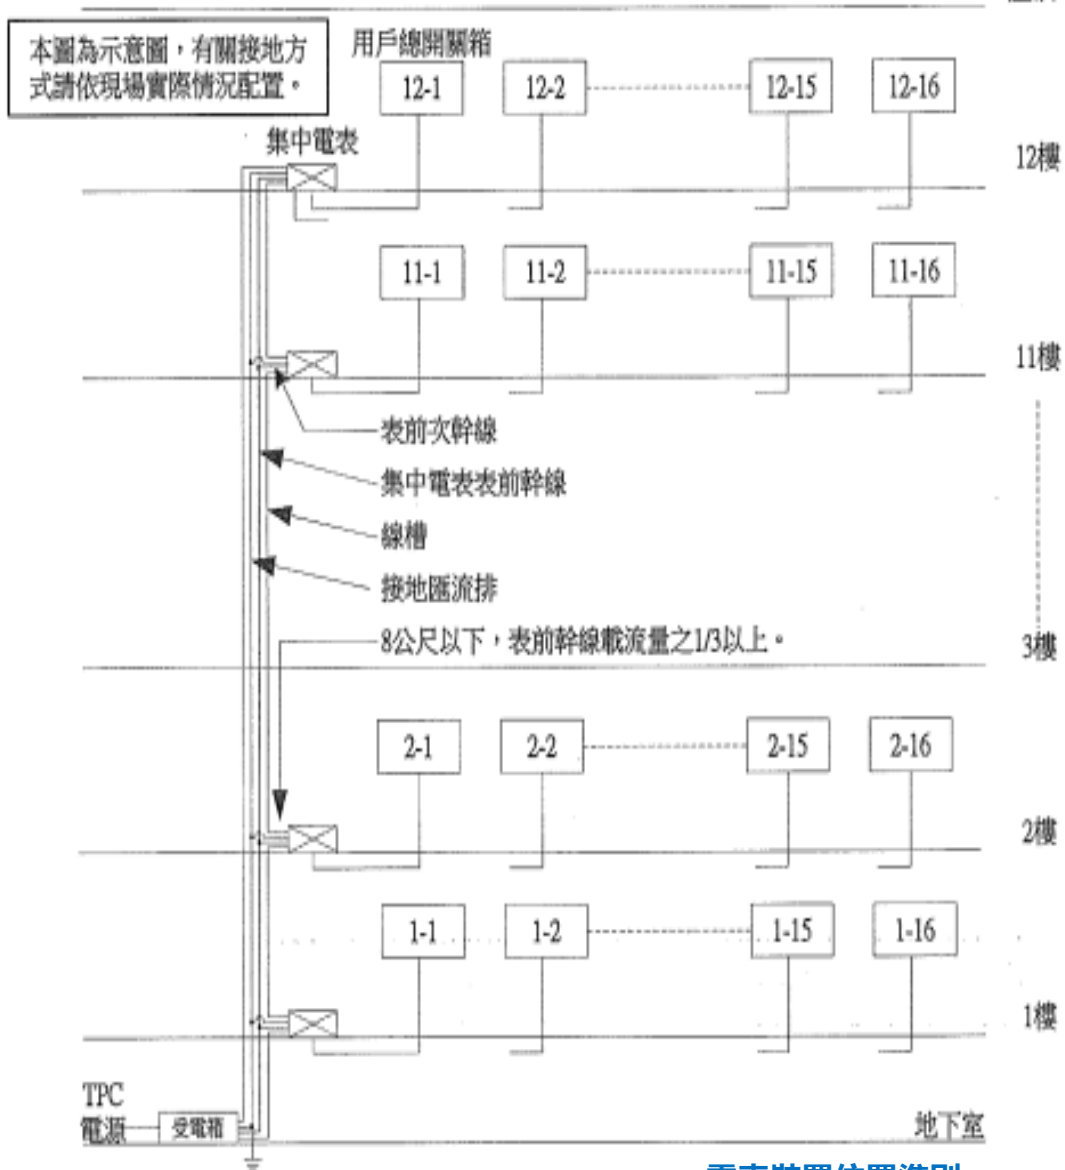 本圖為示意圖，有關接地方
式請依現場實際情況配置。
用戶總開關箱
12-1
12-2
12-15
12-16
集中電表
12樓
11-1
11-2
11-15
11-16
11樓
表前次幹線
集中電表表前幹線
線槽
接地匯流排
8公尺以下，表前幹線載流量之1/3以上。
3樓
2-1
2-2
2-15
2-16
2樓
1-1
1-2
1-15
1-16
1樓
TPC
電源
受電箱
地下室